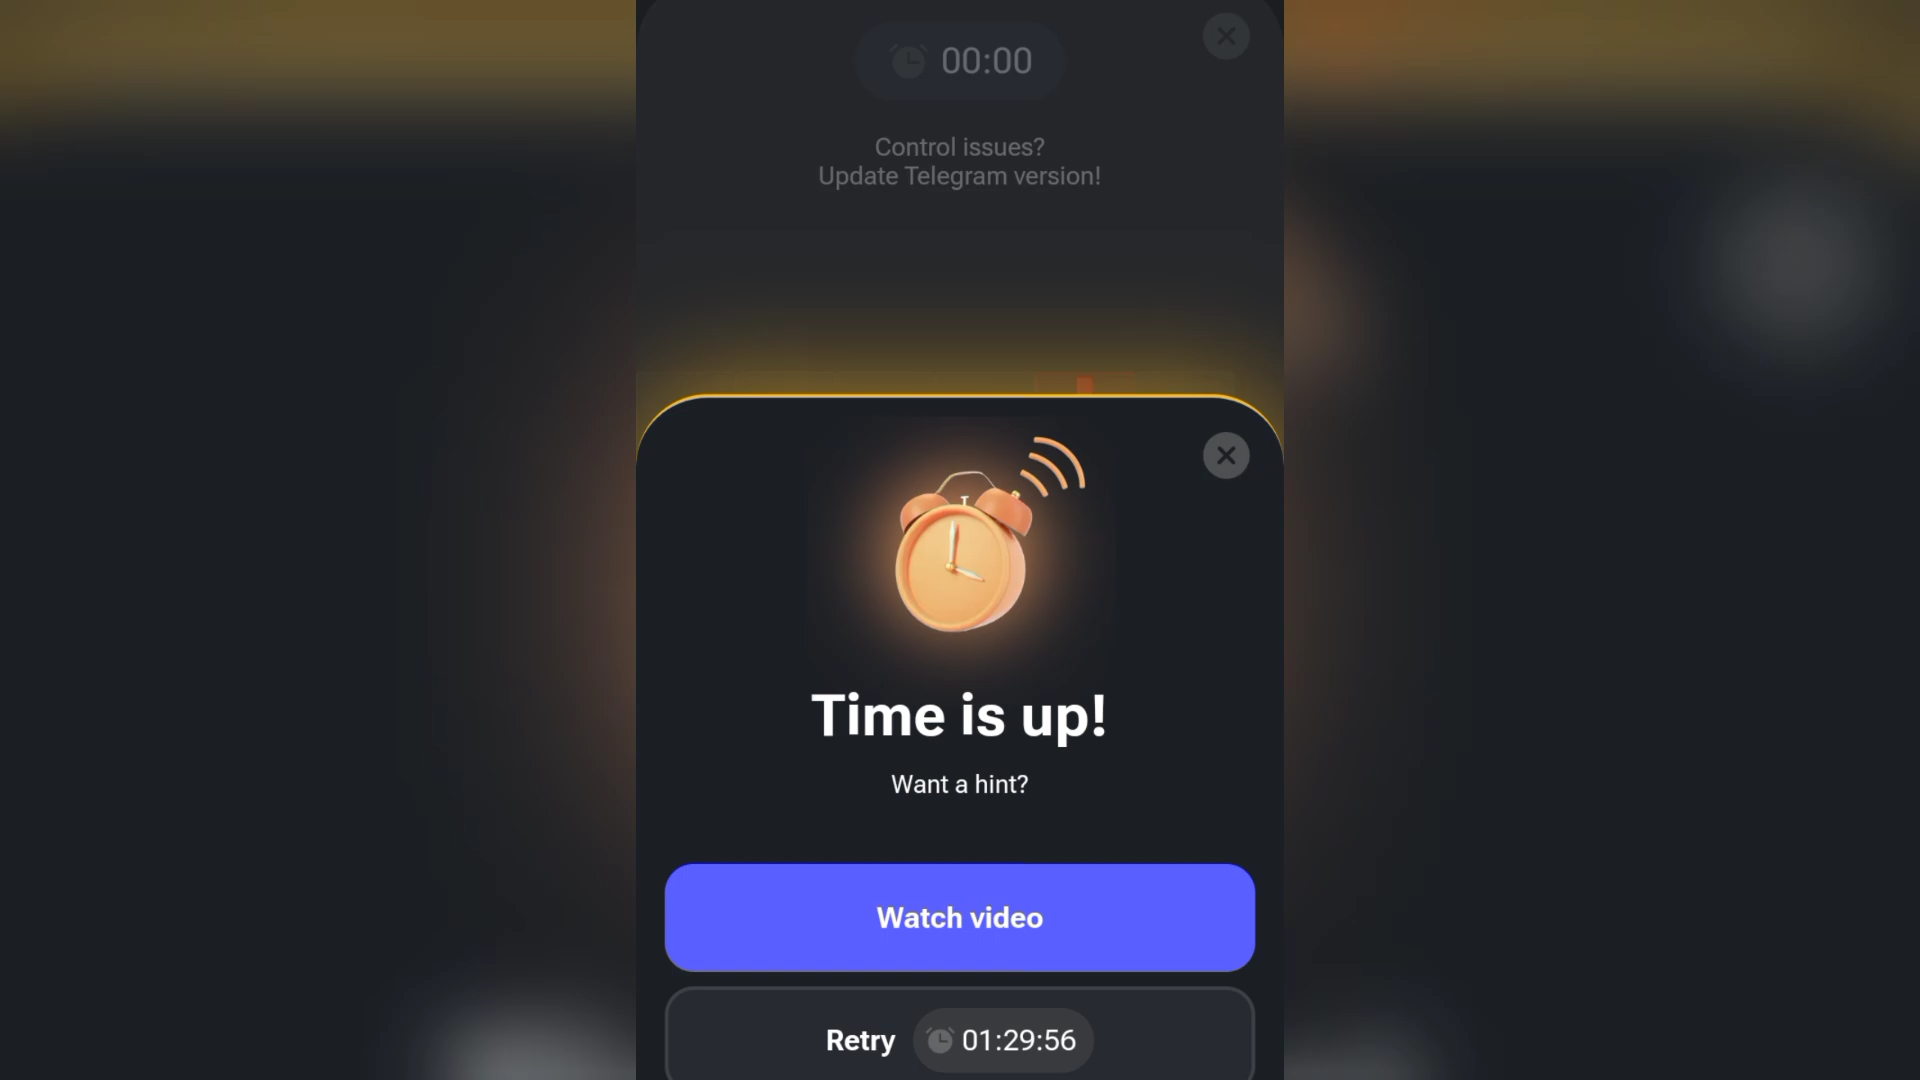 00:00
Control issues?
Update Telegram version!
Time is up!
Want a hint?
Watch video
Retry 01:29:56